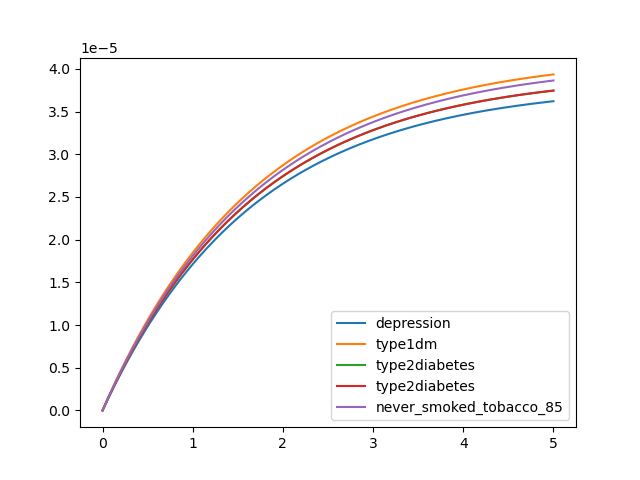 1e−5
4.0
3.5
3.0
2.5
2.0
1.5
1.0
0.5
0.0
depression
type1dm
type2diabetes
type2diabetes
never_smoked_tobacco_85
0 1 2 3 4 5